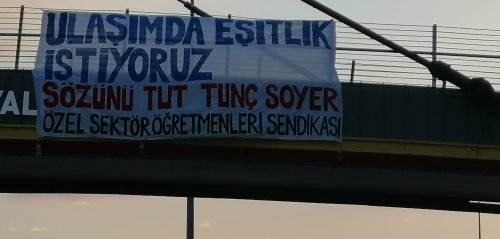 ULAŞIMDA EŞİTLİK
İSTİYORUZ
SÖZÜNÜ TUT TUNÇ SOYER
ÖZEL SEKTÖR ÖĞRETMENLERİ SENDİKASI